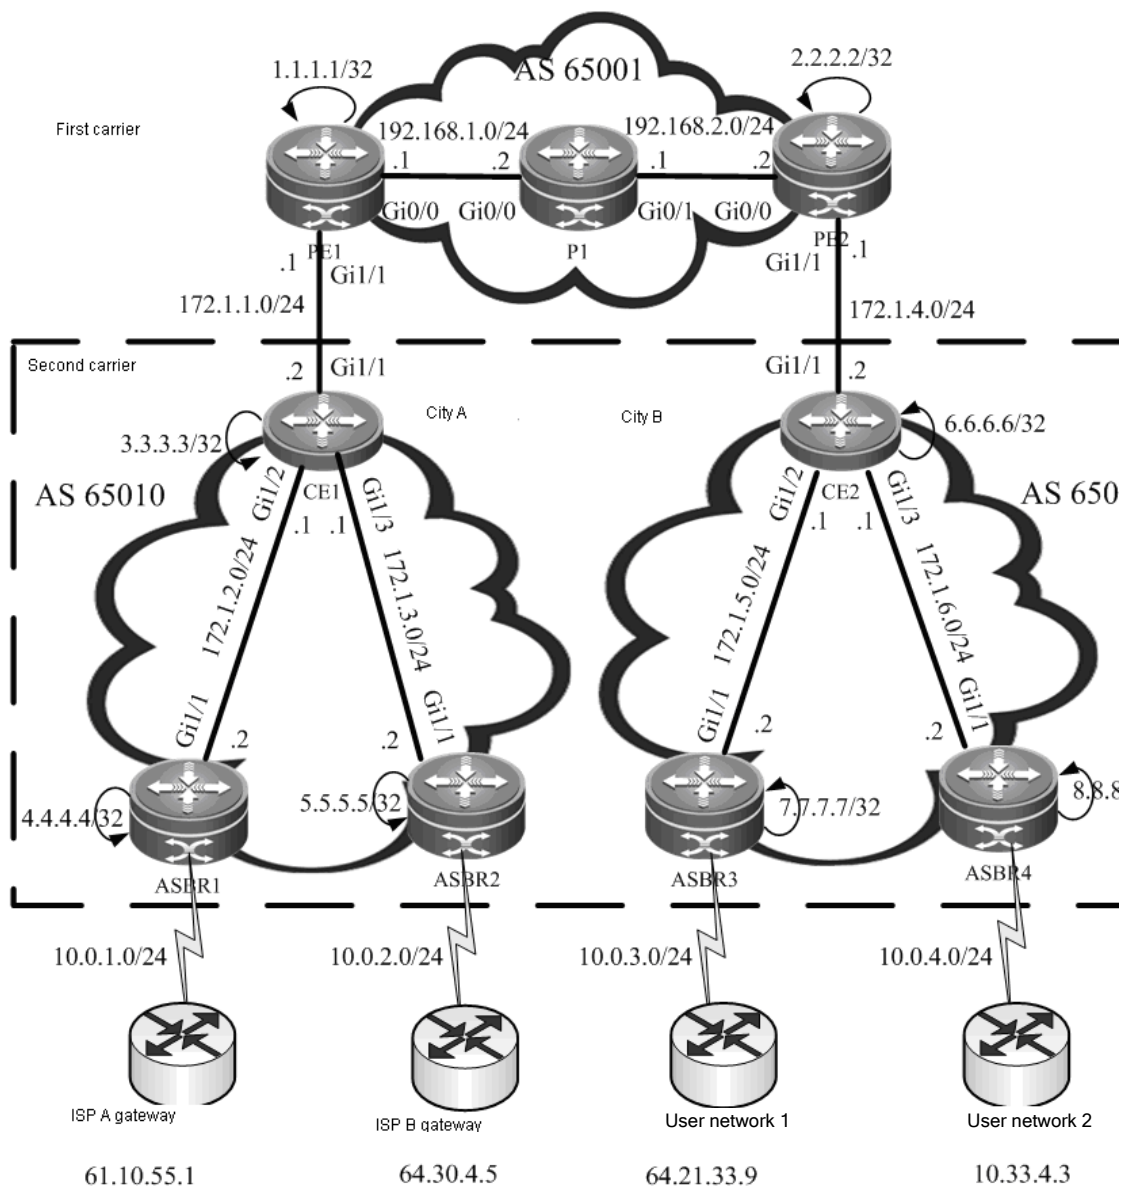 1.1.1.1/32
AS 65001
2.2.2.2/32
First carrier
192.168.1.0/24
192.168.2.0/24
.1
.2
.1
.2
Gi0/0
Gi0/0
Gi0/1
Gi0/0
PE1
P1
PE2
.1
Gi1/1
Gi1/1
.1
172.1.1.0/24
172.1.4.0/24
Second carrier
.2
Gi1/1
Gi1/1
.2
City A
City B
3.3.3.3/32
6.6.6.6/32
AS 65010
CE1
CE2
AS 650
Gi1/2
Gi1/3
Gi1/2
Gi1/3
.1
.1
.1
.1
172.1.2.0/24
172.1.3.0/24
172.1.5.0/24
172.1.6.0/24
Gi1/1
Gi1/1
Gi1/1
Gi1/1
.2
.2
.2
.2
4.4.4.4/32
5.5.5.5/32
7.7.7.7/32
8.8.8
ASBR1
ASBR2
ASBR3
ASBR4
10.0.1.0/24
10.0.2.0/24
10.0.3.0/24
10.0.4.0/24
ISP A gateway
ISP B gateway
User network 1
User network 2
61.10.55.1
64.30.4.5
64.21.33.9
10.33.4.3